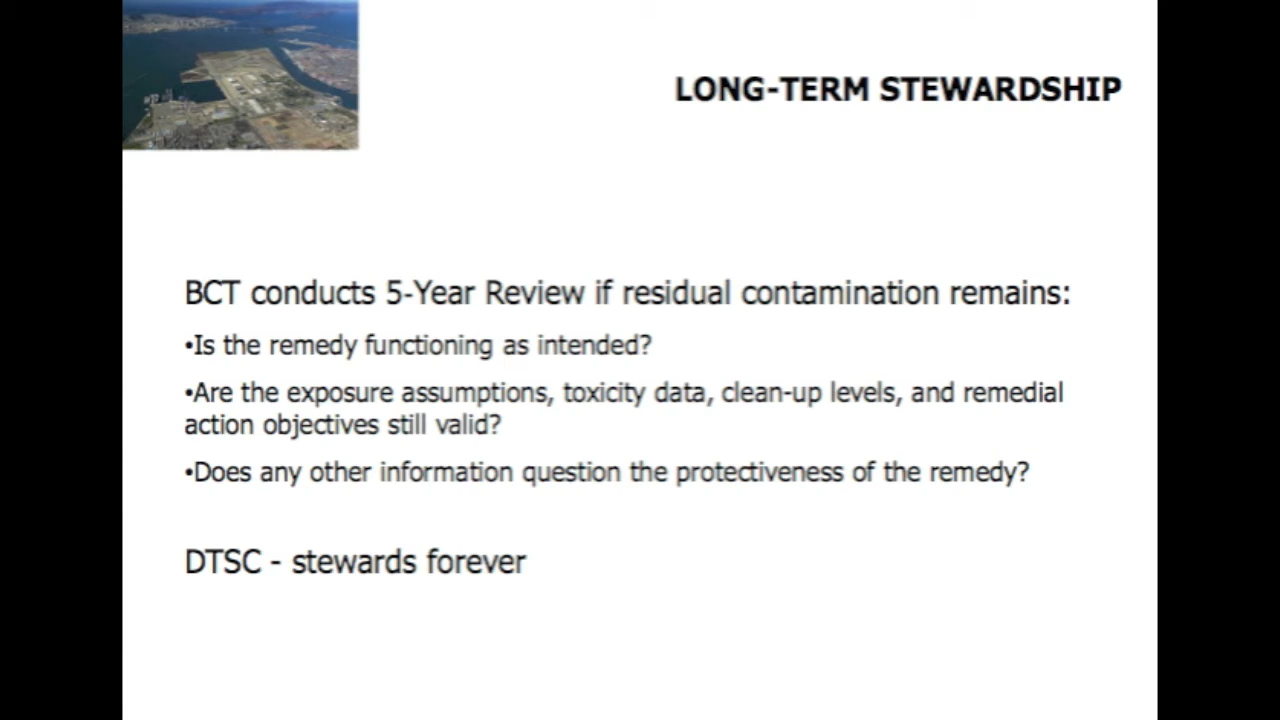 LONG-TERM STEWARDSHIP
BCT conducts 5-Year Review if residual contamination remains:
•Is the remedy functioning as intended?
•Are the exposure assumptions, toxicity data, clean-up levels, and remedial
action objectives still valid?
•Does any other information question the protectiveness of the remedy?
DTSC - stewards forever